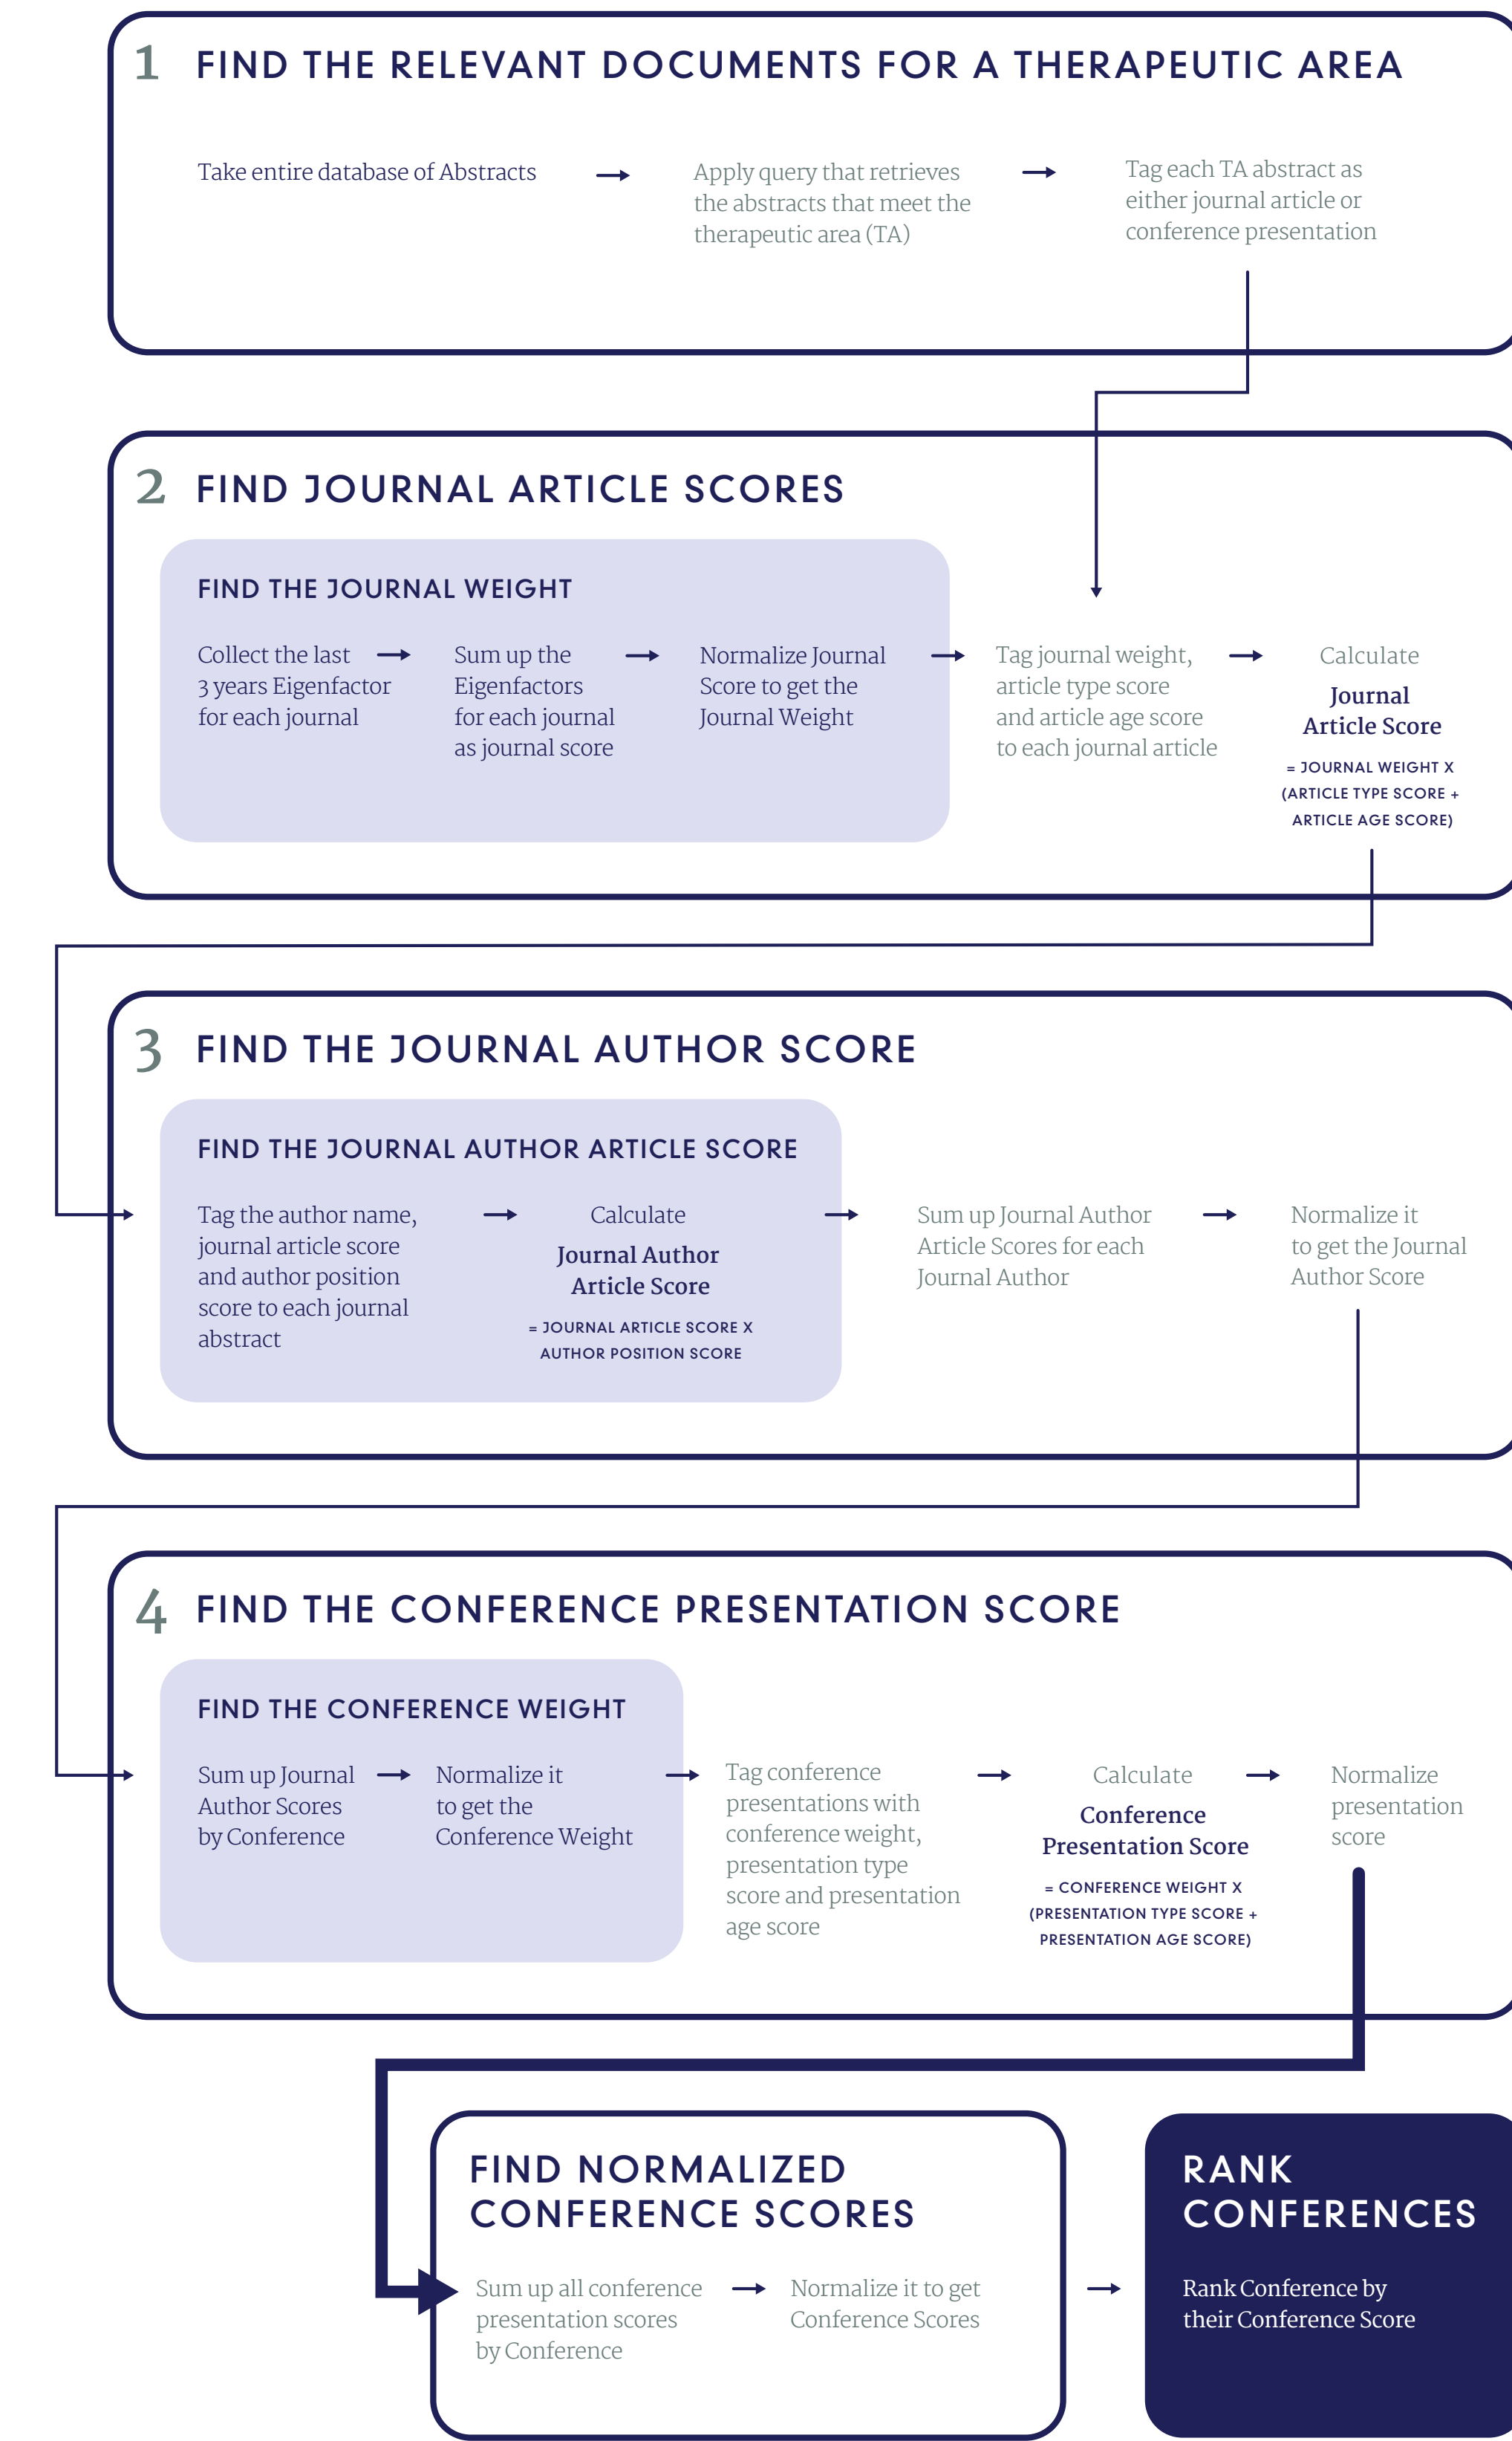 1 FIND THE RELEVANT DOCUMENTS FOR A THERAPEUTIC AREA
Take entire database of Abstracts
Apply query that retrieves
the abstracts that meet the
therapeutic area (TA)
Tag each TA abstract as
either journal article or
conference presentation
2 FIND JOURNAL ARTICLE SCORES
FIND THE JOURNAL WEIGHT
Collect the last
3 years Eigenfactor
for each journal
Sum up the
Eigenfactors
for each journal
as journal score
Normalize Journal
Score to get the
Journal Weight
Tag journal weight,
article type score
and article age score
to each journal article
Calculate
Journal
Article Score
= JOURNAL WEIGHT X
(ARTICLE TYPE SCORE +
ARTICLE AGE SCORE)
3 FIND THE JOURNAL AUTHOR SCORE
FIND THE JOURNAL AUTHOR ARTICLE SCORE
Tag the author name,
journal article score
and author position
score to each journal
abstract
Calculate
Journal Author
Article Score
= JOURNAL ARTICLE SCORE X
AUTHOR POSITION SCORE
Sum up Journal Author
Article Scores for each
Journal Author
Normalize it
to get the Journal
Author Score
4 FIND THE CONFERENCE PRESENTATION SCORE
FIND THE CONFERENCE WEIGHT
Sum up Journal
Author Scores
by Conference
Normalize it
to get the
Conference Weight
Tag conference
presentations with
conference weight,
presentation type
score and presentation
age score
Calculate
Conference
Presentation Score
= CONFERENCE WEIGHT X
(PRESENTATION TYPE SCORE +
PRESENTATION AGE SCORE)
Normalize
presentation
score
FIND NORMALIZED
CONFERENCE SCORES
Sum up all conference
presentation scores
by Conference
Normalize it to get
Conference Scores
RANK
CONFERENCES
Rank Conference by
their Conference Score